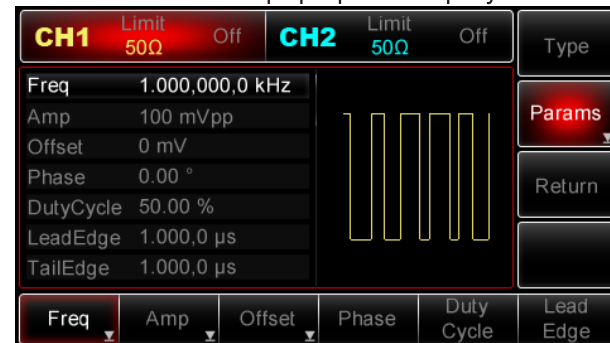 CH1 Limit 50Ω Off CH2 Limit 50Ω Off
Type
Freq 1.000,000,0 kHz
Amp 100 mVpp
Offset 0 mV
Phase 0.00 °
DutyCycle 50.00 %
LeadEdge 1.000,0 µs
TailEdge 1.000,0 µs
Params
Return
Freq Amp Offset Phase Duty Cycle Lead Edge